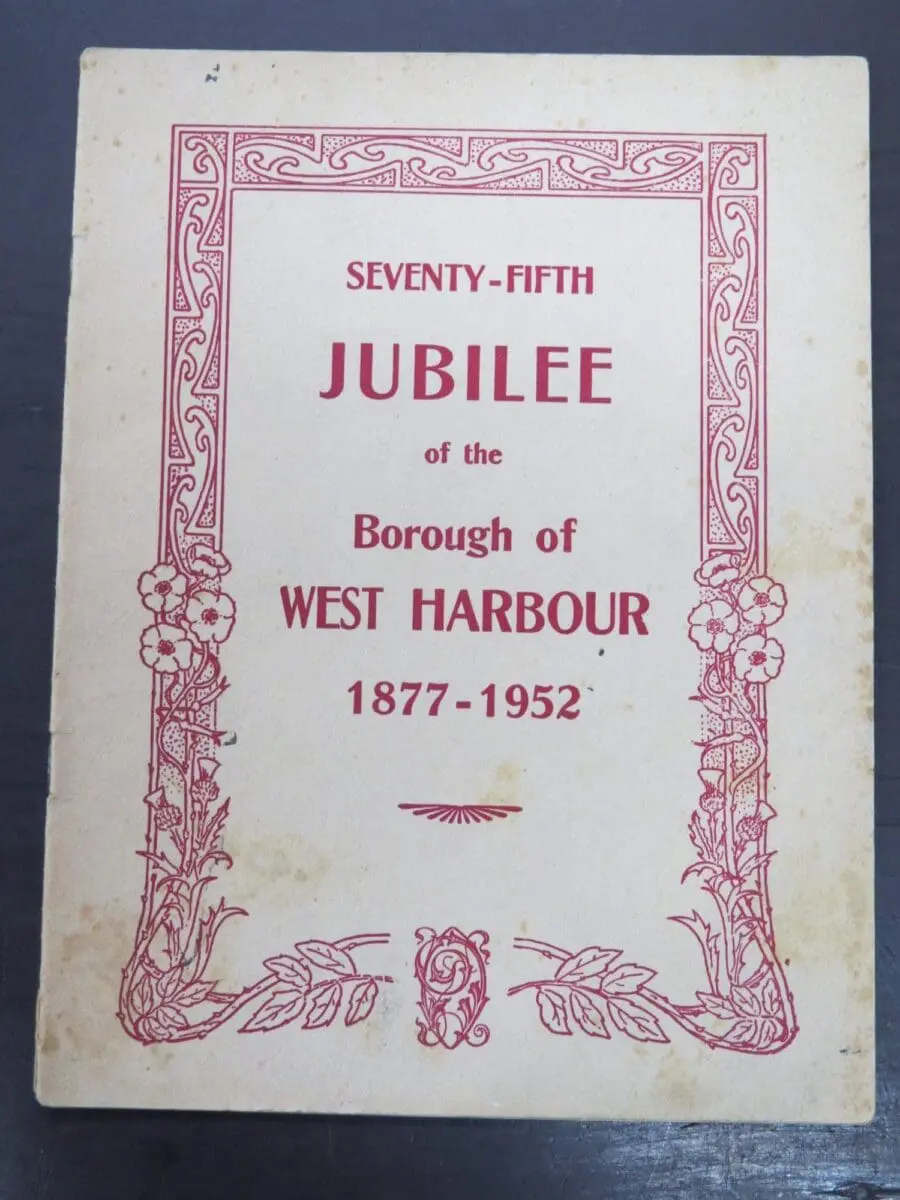 SEVENTY-FIFTH
JUBILEE
of the
Borough of
WEST HARBOUR
1877-1952